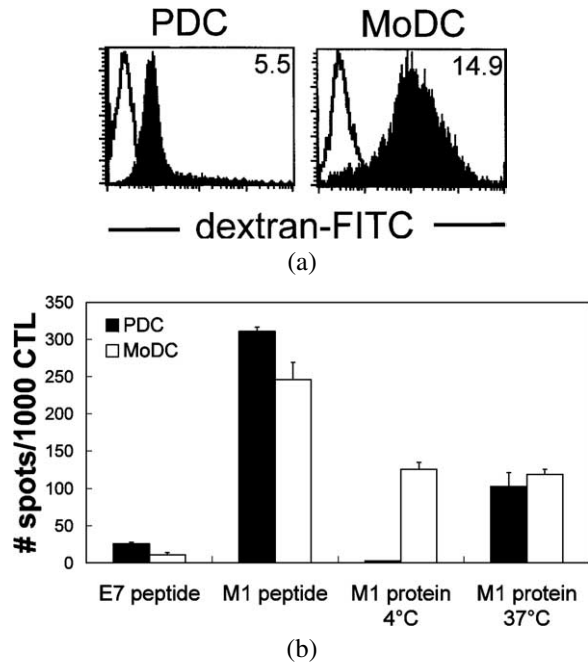 PDC MoDC
5.5 14.9
dextran-FITC
(a)
350
300
250
200
150
100
50
0
# spots/1000 CTL
PDC
MoDC
E7 peptide M1 peptide M1 protein M1 protein
4°C 37°C
(b)